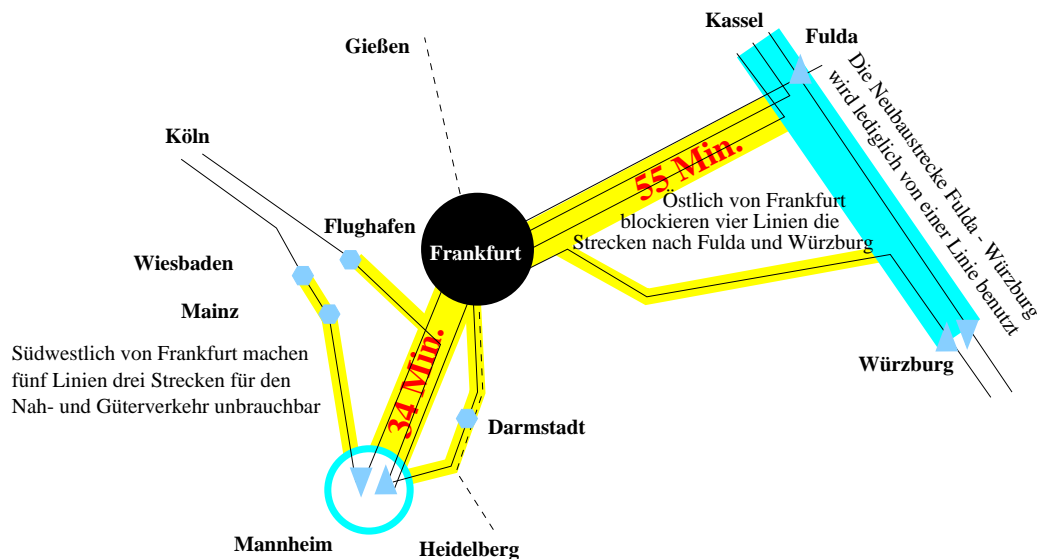 Kassel
Fulda
Gießen
Die Neubaustrecke Fulda - Würzburg
wird lediglich von einer Linie benutzt
Köln
55 Min.
Östlich von Frankfurt
blockieren vier Linien die
Strecken nach Fulda und Würzburg
Flughafen
Frankfurt
Wiesbaden
Mainz
34 Min.
Südwestlich von Frankfurt machen
fünf Linien drei Strecken für den
Nah- und Güterverkehr unbrauchbar
Würzburg
Darmstadt
Mannheim
Heidelberg